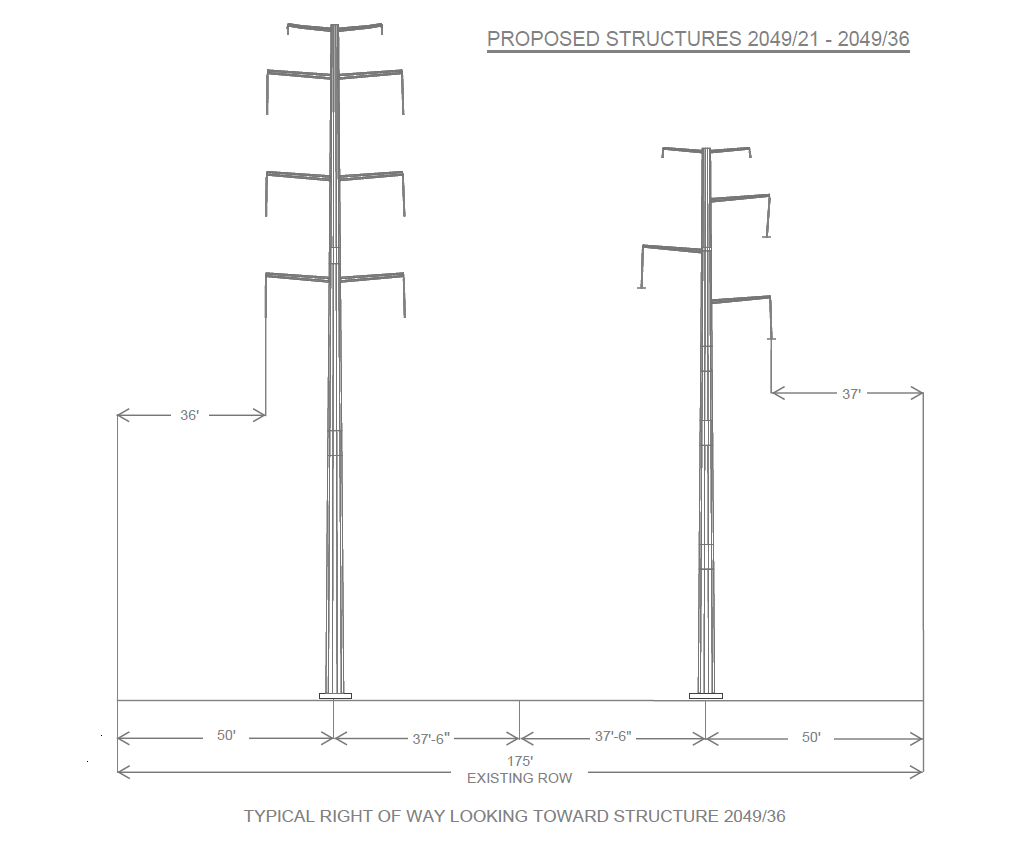 PROPOSED STRUCTURES 2049/21 - 2049/36
37'
36'
50'
37'-6"
37'-6"
50'
175'
EXISTING ROW
TYPICAL RIGHT OF WAY LOOKING TOWARD STRUCTURE 2049/36